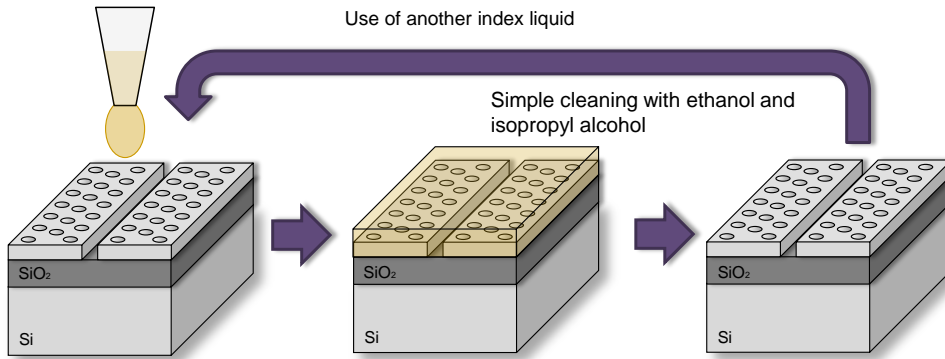 Use of another index liquid
Simple cleaning with ethanol and
isopropyl alcohol
SiO₂
Si
SiO₂
Si
SiO₂
Si